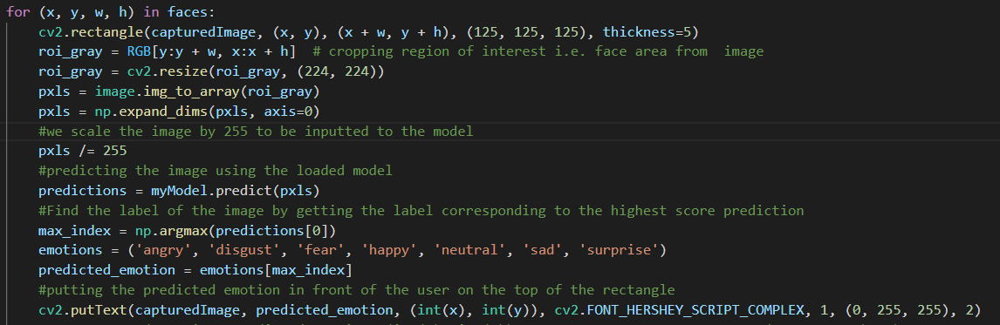 for (x, y, w, h) in faces:
cv2.rectangle(capturedImage, (x, y), (x + w, y + h), (125, 125, 125), thickness=5)
roi_gray = RGB[y:y + w, x:x + h]  # cropping region of interest i.e. face area from  image
roi_gray = cv2.resize(roi_gray, (224, 224))
pxls = image.img_to_array(roi_gray)
pxls = np.expand_dims(pxls, axis=0)
#we scale the image by 255 to be inputted to the model
pxls /= 255
#predicting the image using the loaded model
predictions = myModel.predict(pxls)
#Find the label of the image by getting the label corresponding to the highest score prediction
max_index = np.argmax(predictions[0])
emotions = ('angry', 'disgust', 'fear', 'happy', 'neutral', 'sad', 'surprise')
predicted_emotion = emotions[max_index]
#putting the predicted emotion in front of the user on the top of the rectangle
cv2.putText(capturedImage, predicted_emotion, (int(x), int(y)), cv2.FONT_HERSHEY_SCRIPT_COMPLEX, 1, (0, 255, 255), 2)